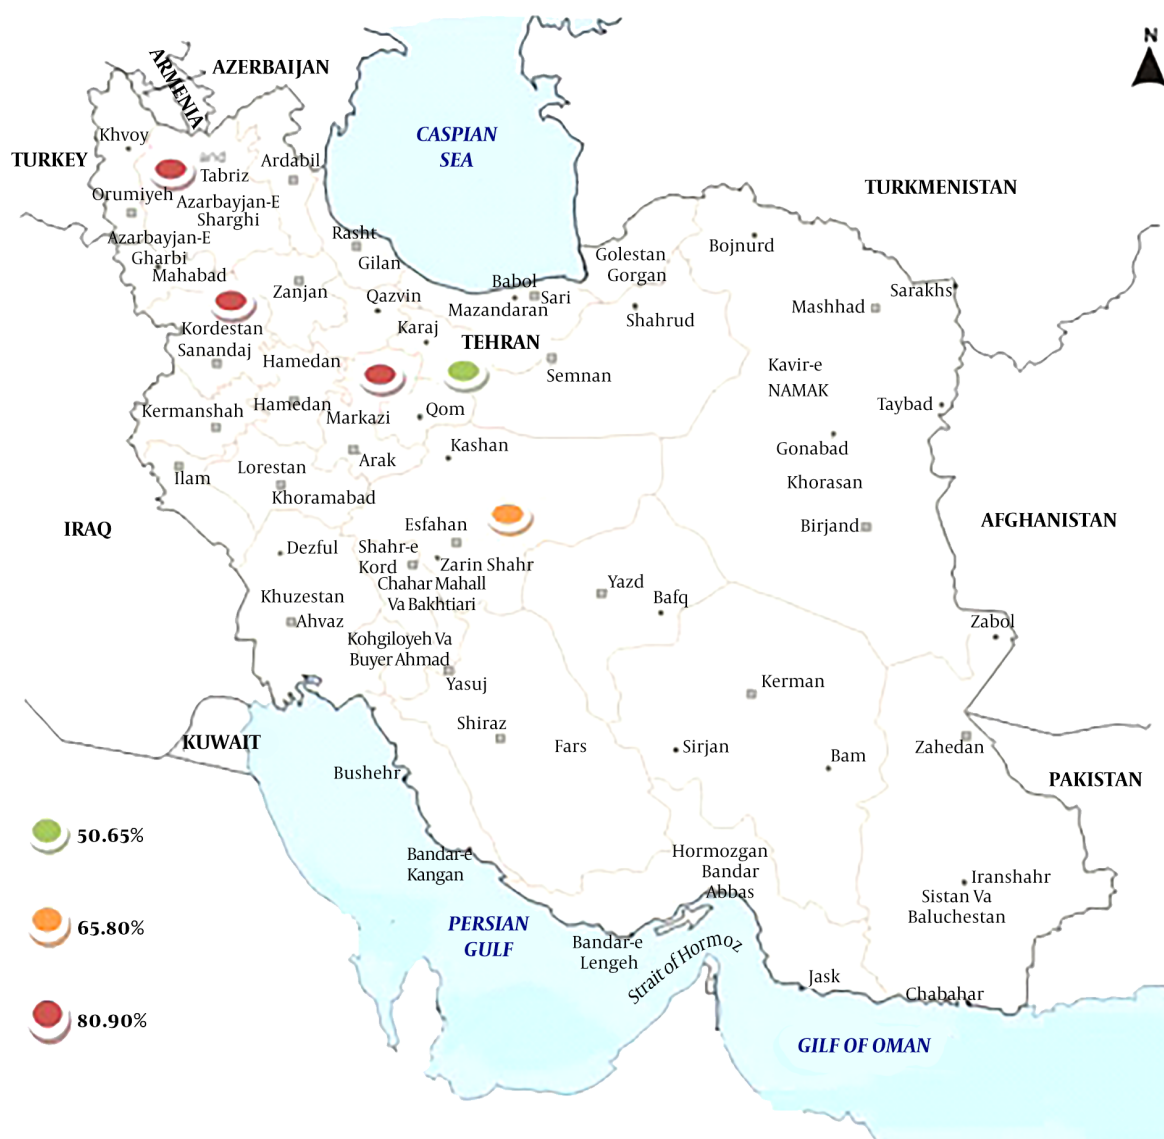 N
AZERBAIJAN
ARMENIA
Khvoy
TURKEY
and
Tabriz
Ardabil
CASPIAN
SEA
TURKMENISTAN
Orumiyeh
Azarbayjan-E
Sharghi
Azarbayjan-E
Gharbi
Mahabad
Rasht
Gilan
Golestan
Gorgan
Bojnurd
Zanjan
Qazvin
Babol
Sari
Mazandaran
Shahrud
Mashhad
Sarakhs
Kordestan
Sanandaj
Karaj
TEHRAN
Hamedan
Semnan
Kavir-e
NAMAK
Kermanshah
Hamedan
Markazi
Qom
Taybad
Kashan
Gonabad
Ilam
Lorestan
Arak
Khoramabad
Khorasan
IRAQ
Esfahan
Birjand
AFGHANISTAN
Dezful
Shahr-e
Kord
Zarin Shahr
Chahar Mahall
Va Bakhtiari
Yazd
Bafq
Khuzestan
Ahvaz
Zabol
Kohgiloyeh Va
Buyer Ahmad
Yasuj
Kerman
Shiraz
Fars
Sirjan
Bam
Zahedan
KUWAIT
Bushehr
PAKISTAN
50.65%
Bandar-e
Kangan
Hormozgan
Bandar
Abbas
Iranshahr
Sistan Va
Baluchestan
65.80%
PERSIAN
GULF
Bandar-e
Lengeh
Strait of Hormoz
Jask
Chabahar
80.90%
GILF OF OMAN